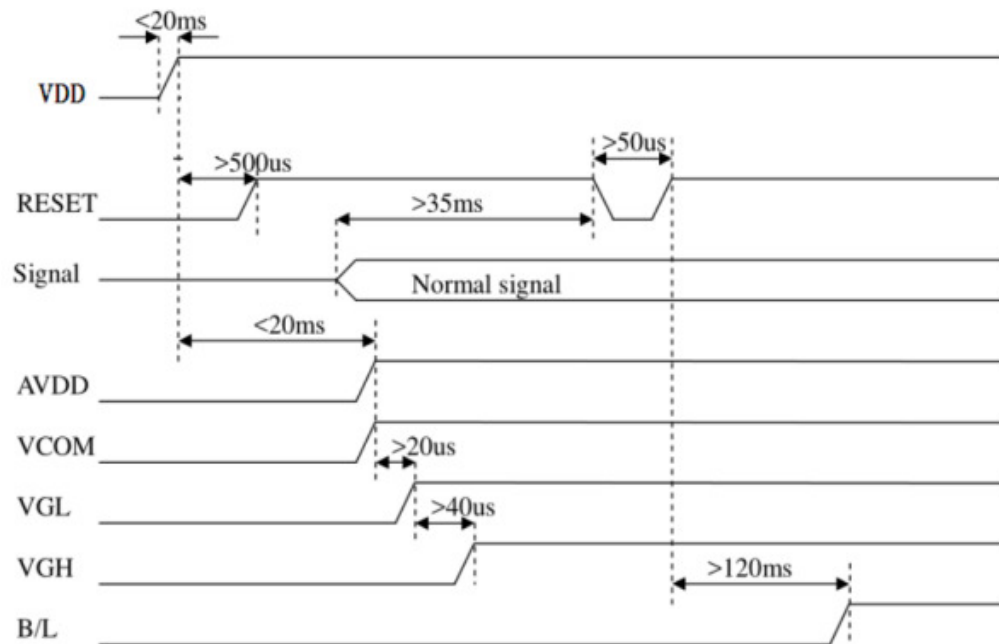 <20ms
VDD
>500us
>50us
RESET
>35ms
Signal
Normal signal
<20ms
AVDD
VCOM
>20us
VGL
>40us
VGH
>120ms
B/L